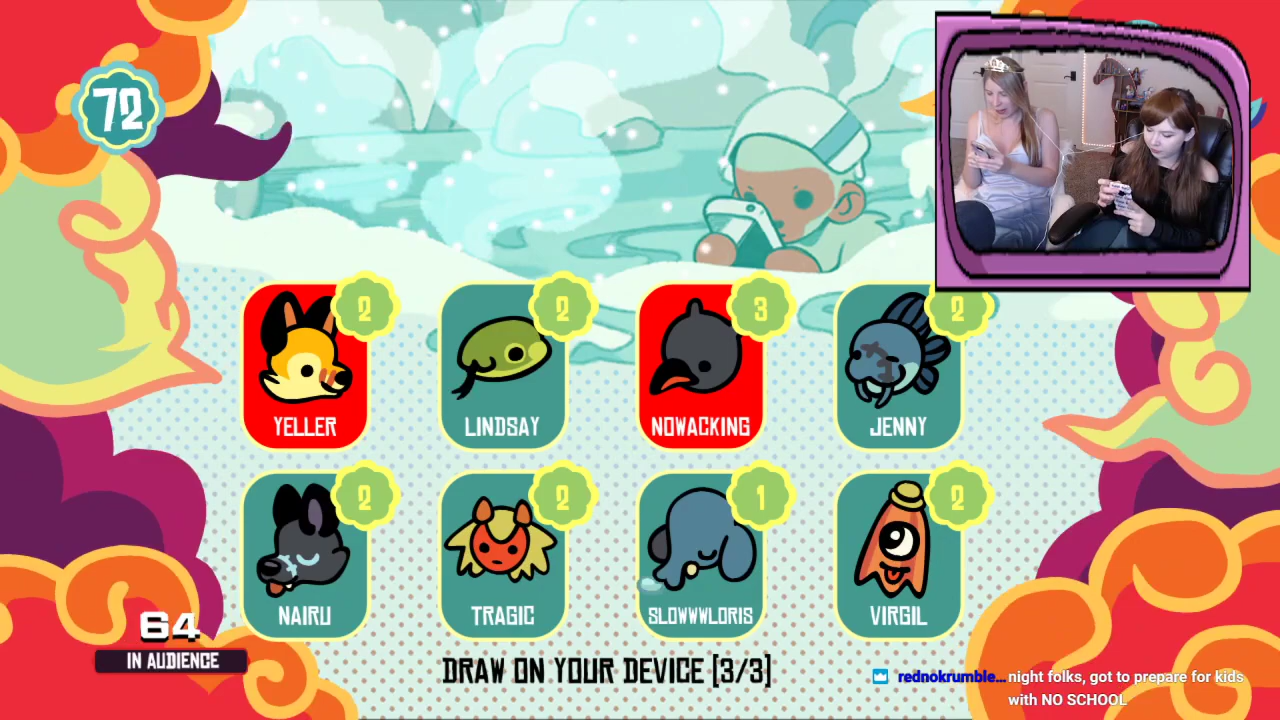 72
2
2
3
2
YELLER
LINDSAY
NOWACKING
JENNY
2
2
1
2
NAIRU
TRAGIC
SLOWWWLORIS
VIRGIL
64
IN AUDIENCE
DRAW ON YOUR DEVICE [3/3]
rednokrumble... night folks, got to prepare for kids
with NO SCHOOL